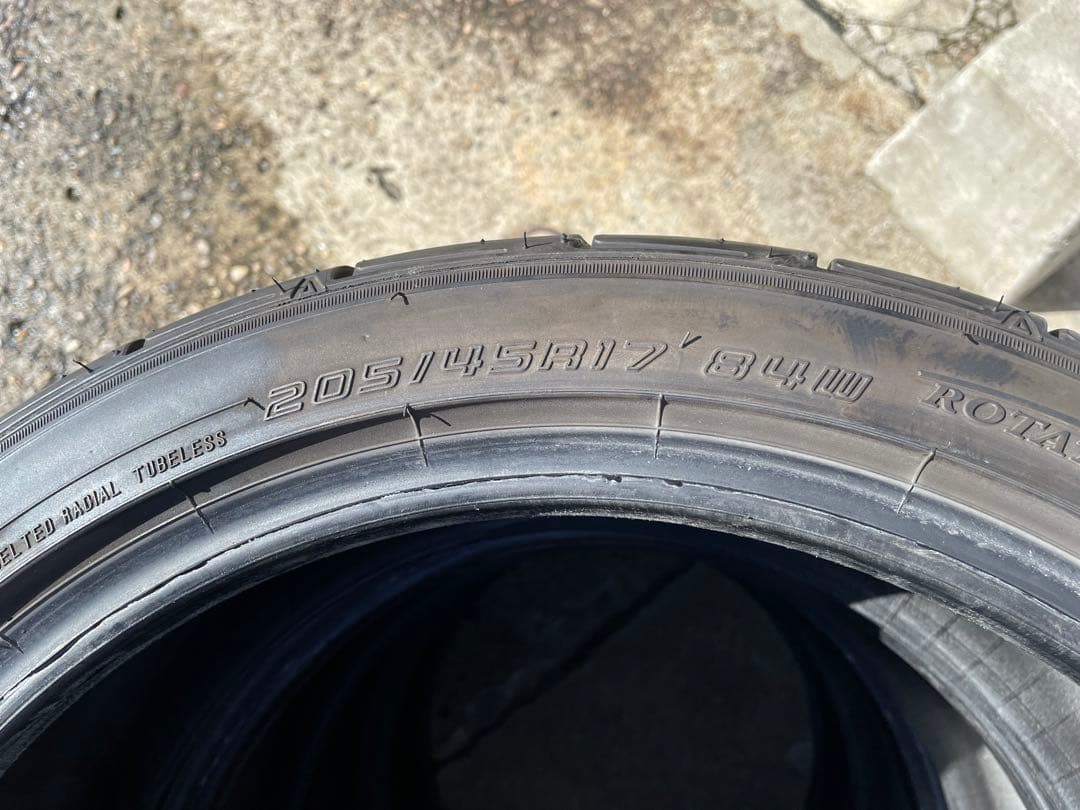 205/45R17 84W
ELTED RADIAL TUBELESS
ROTA